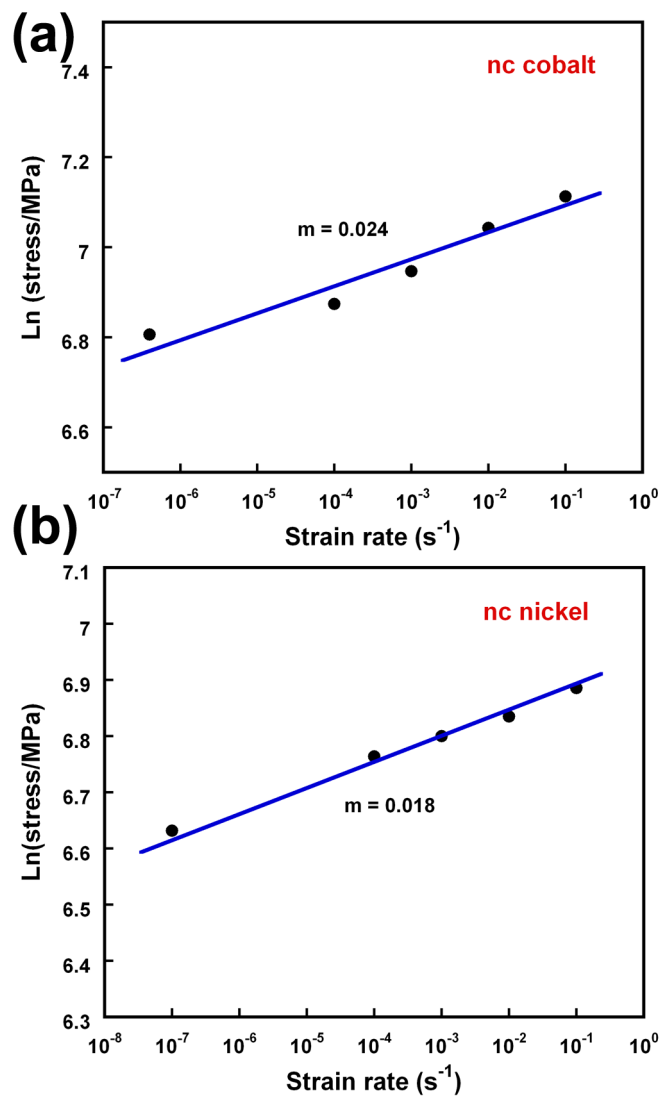 (a)
nc cobalt
7.4
7.2
7
6.8
6.6
Ln (stress/MPa)
m = 0.024
10-7 10-6 10-5 10-4 10-3 10-2 10-1 100
Strain rate (s-1)
(b)
nc nickel
7.1
7
6.9
6.8
6.7
6.6
6.5
6.4
6.3
Ln(stress/MPa)
m = 0.018
10-8 10-7 10-6 10-5 10-4 10-3 10-2 10-1 100
Strain rate (s-1)